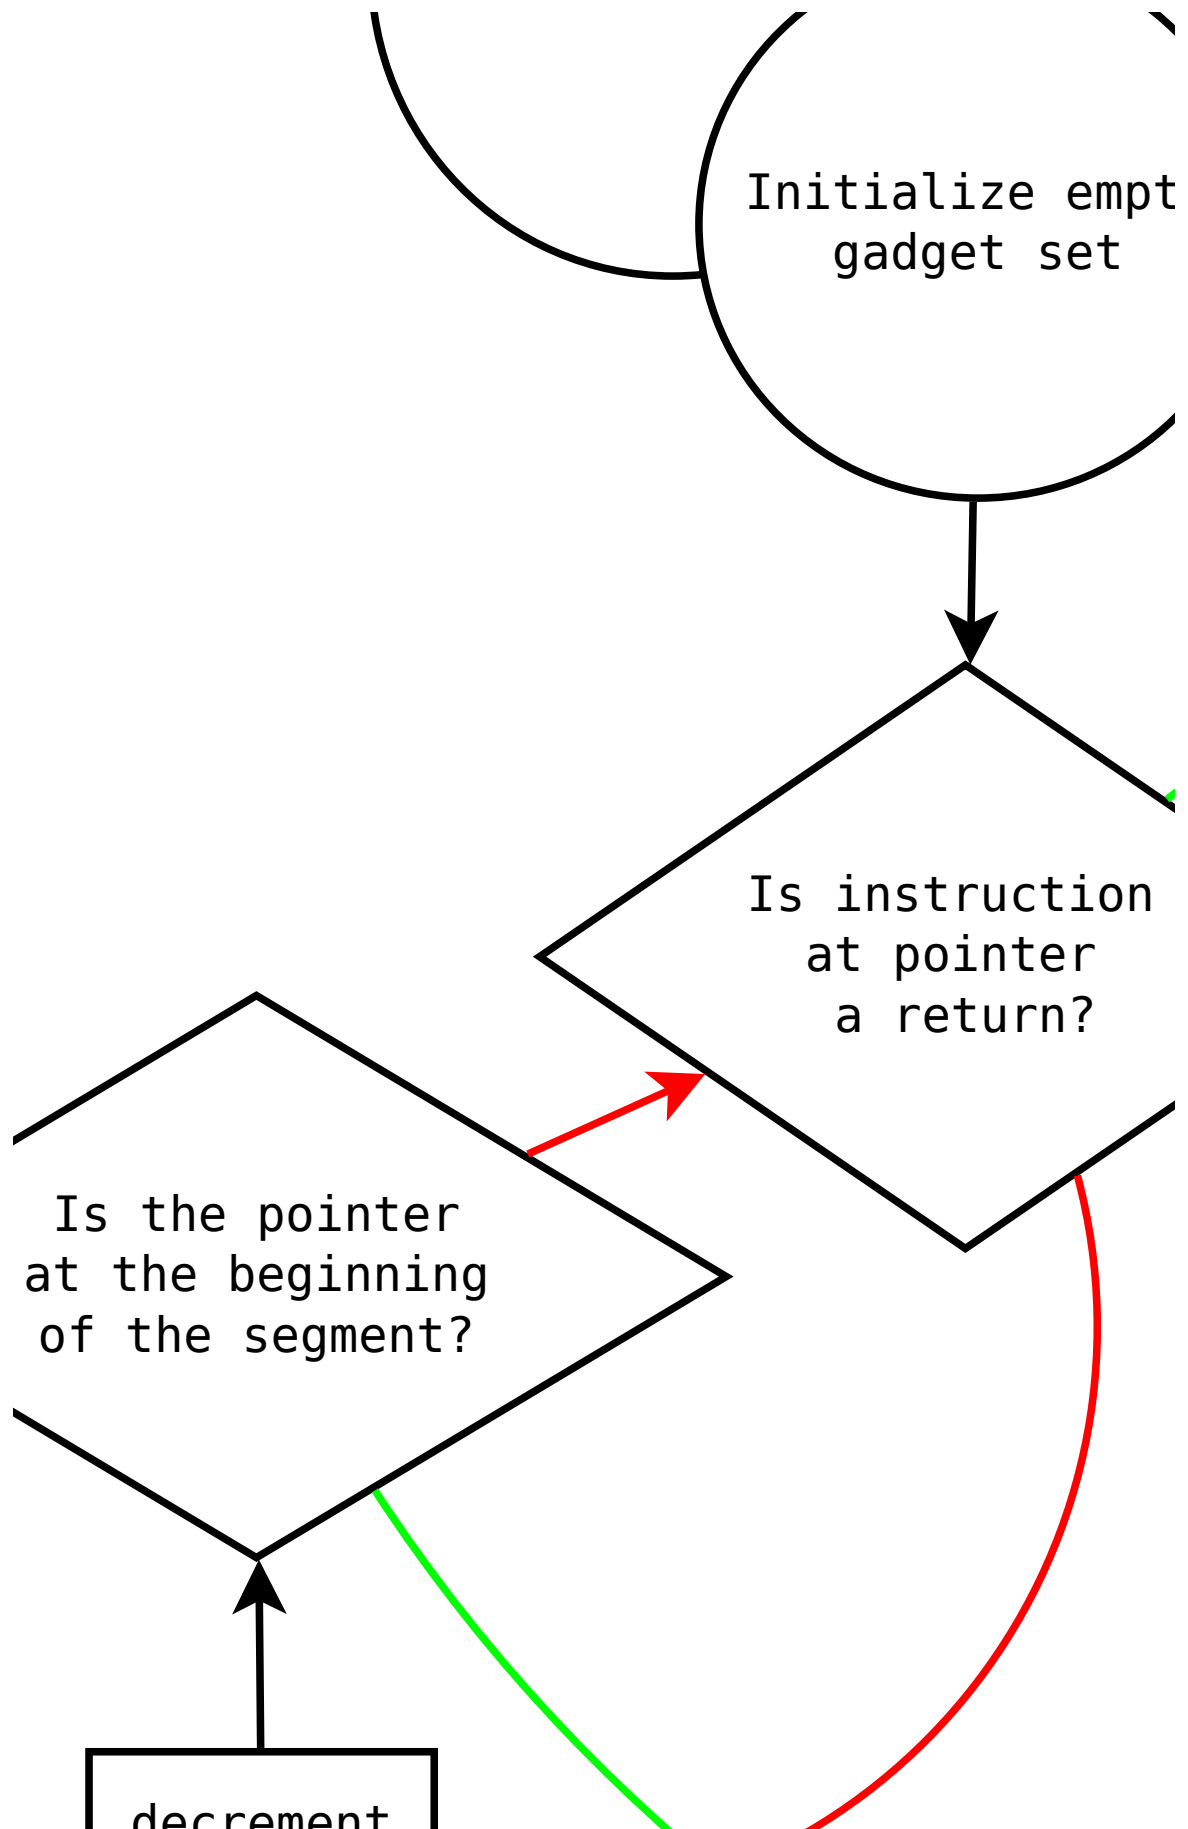 Initialize empt
gadget set
Is instruction
at pointer
a return?
Is the pointer
at the beginning
of the segment?
decrement